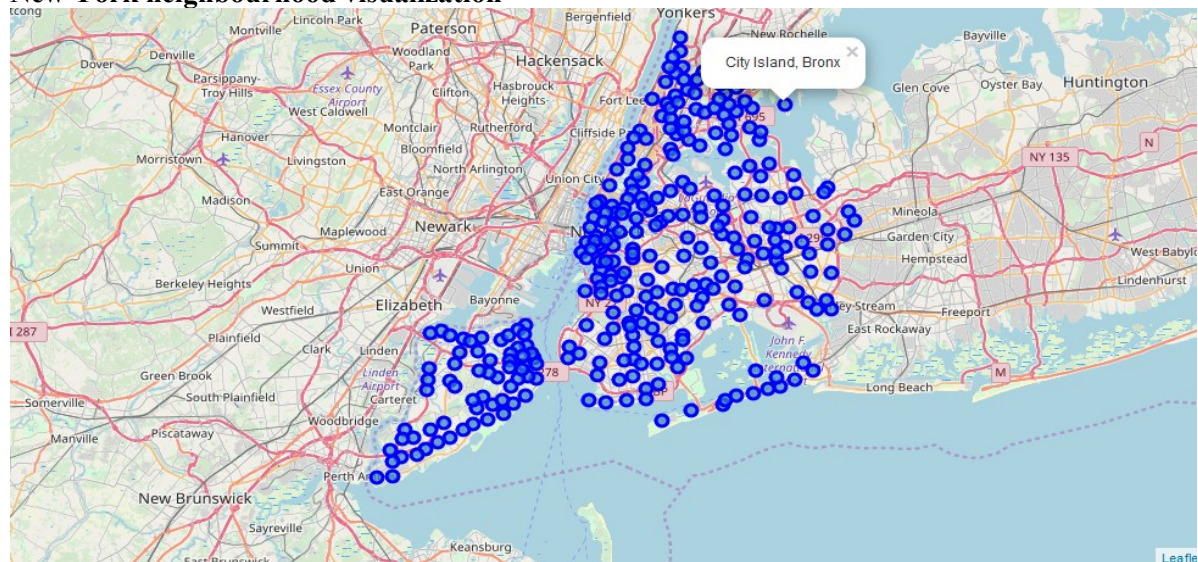 New-York neighbourhood visualization
Lincoln Park
Bergenfield
Yonkers
Montville
Paterson
New Rochelle
Bayville
Dover
Denville
Woodland
Park
Hackensack
City Island, Bronx ×
Huntington
Parsippany-
Troy Hills
Essex County
Airport
Clifton
Hasbrouck
Heights
Glen Cove
Oyster Bay
West Caldwell
Fort Lee
Hanover
Montclair
Rutherford
695
Bloomfield
Cliffside
N
Morristown
Livingston
North Arlington
NY 135
Union City
East Orange
Madison
Mineola
Summit
Maplewood
Newark
Garden City
Hempstead
West Babylo
Union
Berkeley Heights
Lindenhurst
Elizabeth
Bayonne
Westfield
Freeport
I 287
Plainfield
East Rockaway
Clark
Linden
John F.
Kennedy
M
Green Brook
Linden
Airport
278
Long Beach
South Plainfield
Carteret
Somerville
Woodbridge
Manville
Piscataway
Perth
New Brunswick
Sayreville
Keansburg
East Brunswick
Leafle